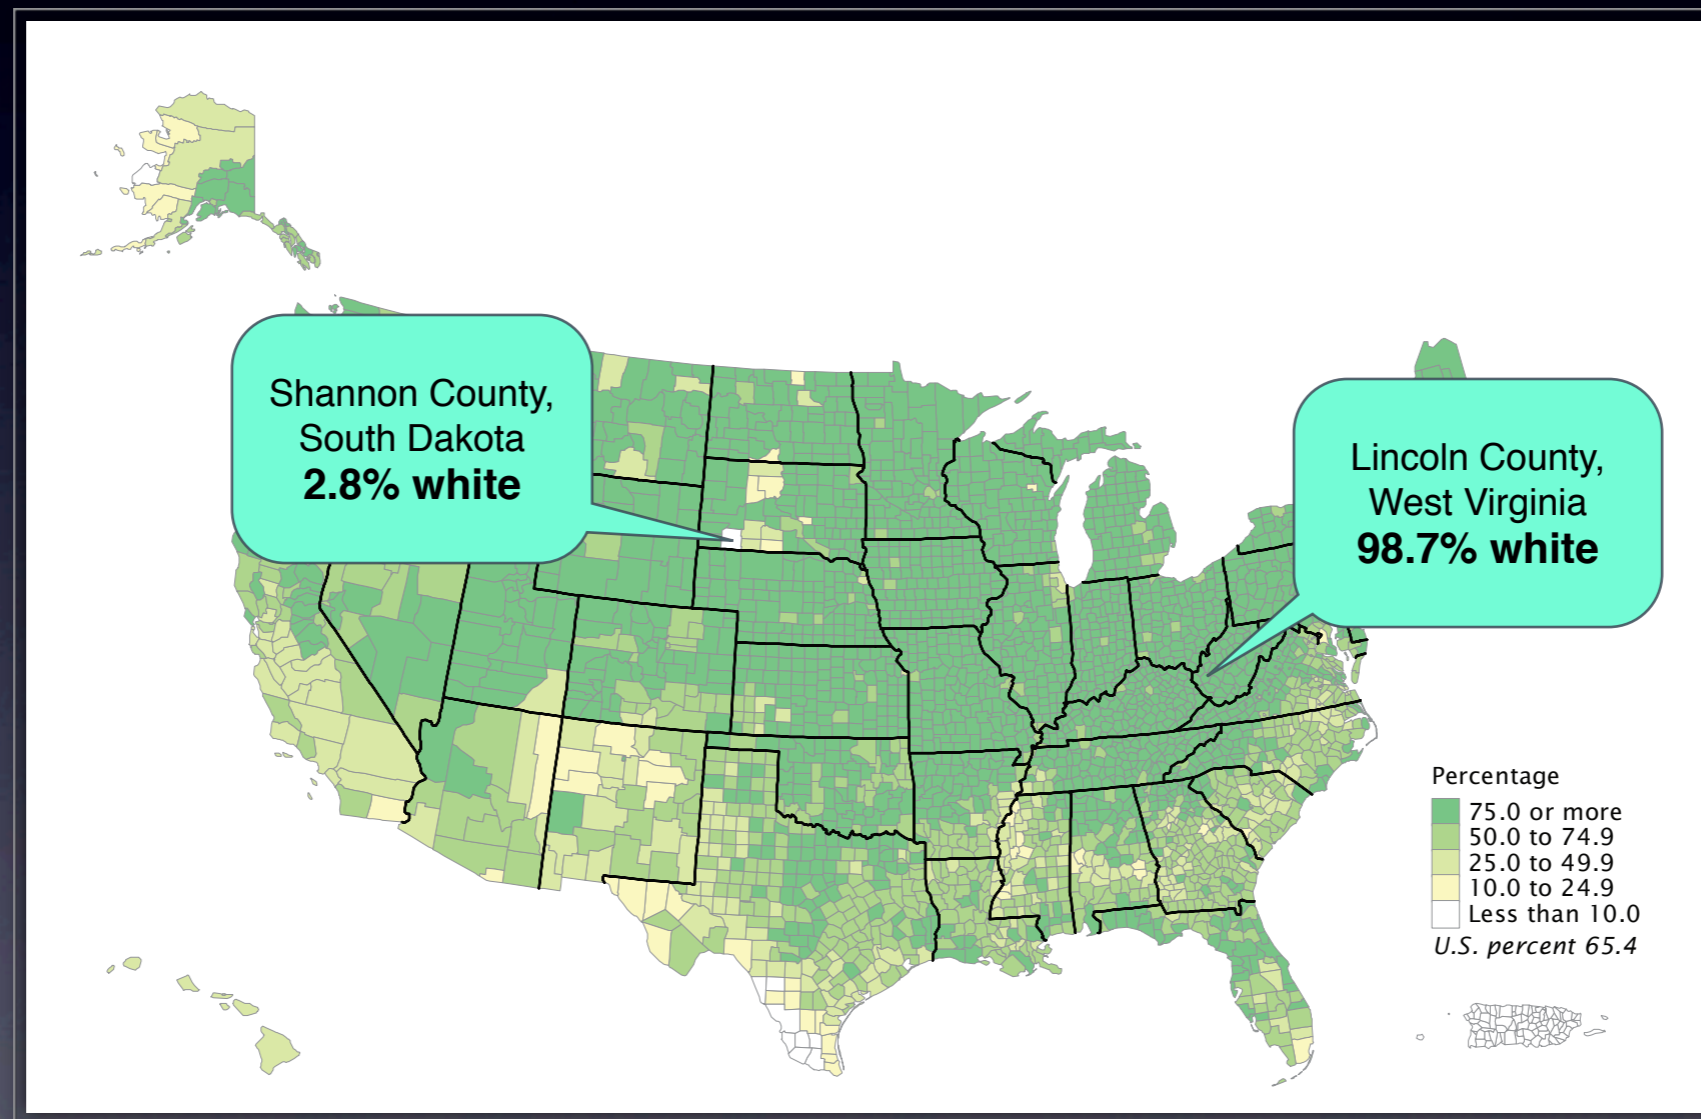 Shannon County,
South Dakota
2.8% white
Lincoln County,
West Virginia
98.7% white
Percentage
75.0 or more
50.0 to 74.9
25.0 to 49.9
10.0 to 24.9
Less than 10.0
U.S. percent 65.4